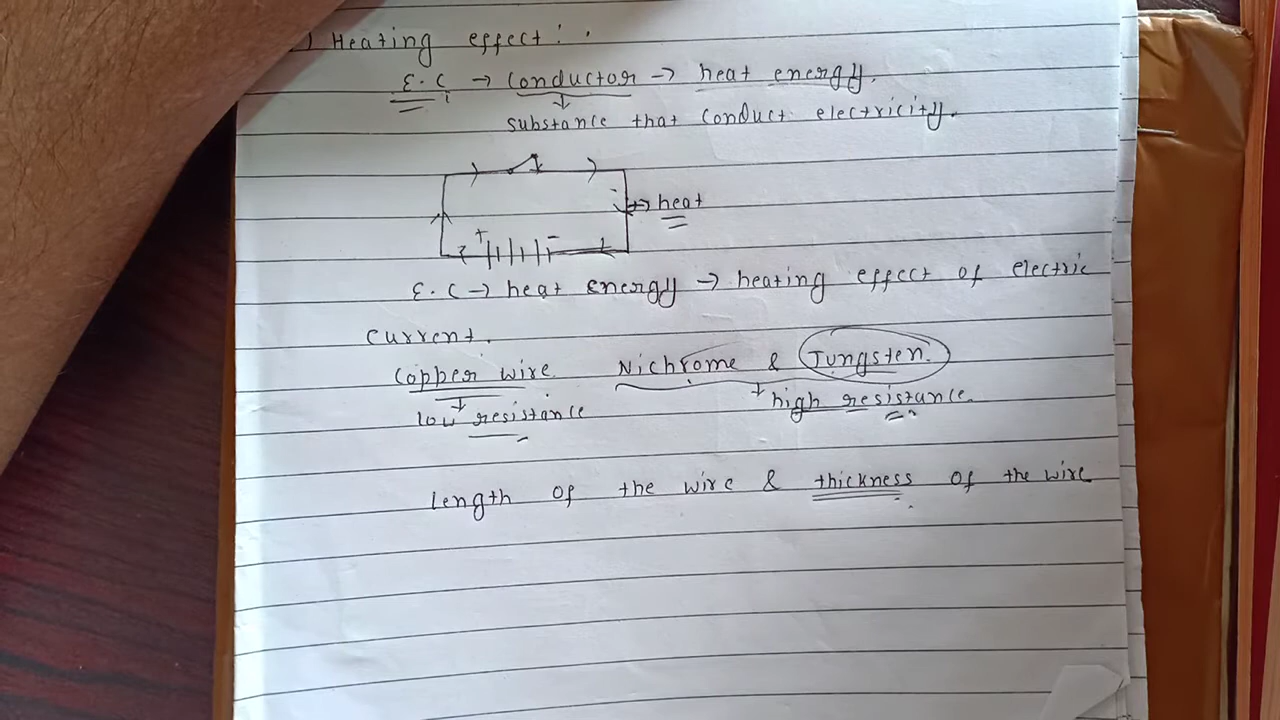 ) Heating effect:
E.C → conductor → heat energy.
substance that conduct electricity.
→ heat
+ -
E.C → heat energy → heating effect of electric
current.
Copper wire Nichrome & Tungsten.
low resistance high resistance.
length of the wire & thickness of the wire